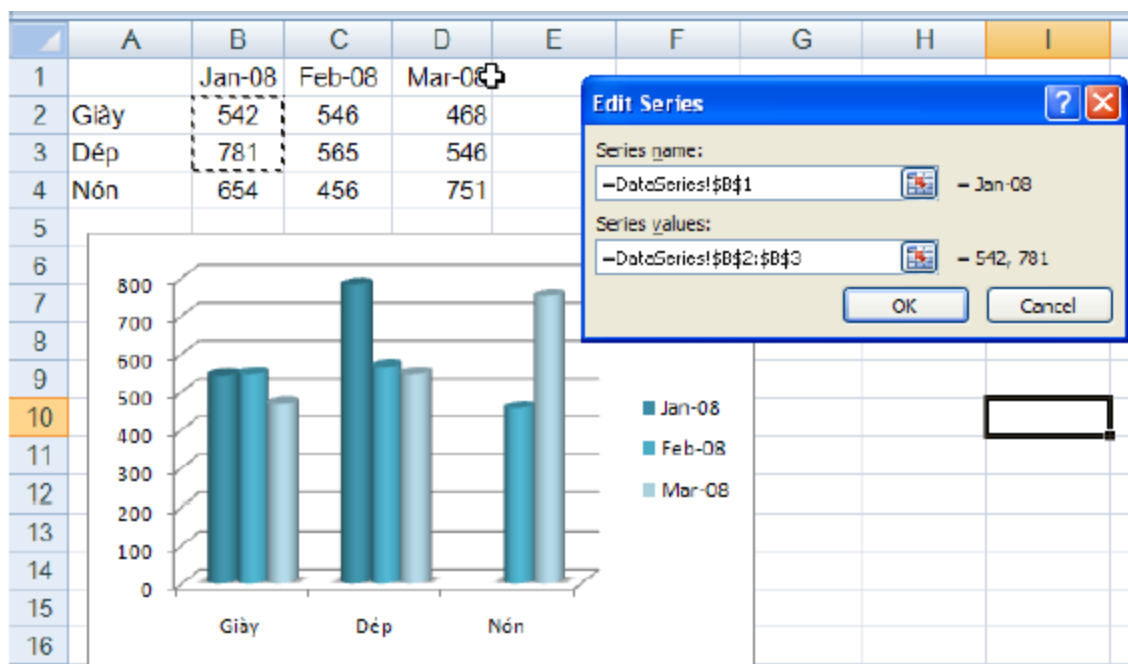 A B C D E F G H I
1 Jan-08 Feb-08 Mar-08
2 Giày 542 546 468
3 Dép 781 565 546
4 Nón 654 456 751
5
6
7
8
9
10
11
12
13
14
15
16
Edit Series
Series name:
=DataSeries!$B$1 = Jan-08
Series values:
=DataSeries!$B$2:$B$3 = 542, 781
OK Cancel
800
700
600
500
400
300
200
100
0
Giày Dép Nón
Jan-08
Feb-08
Mar-08